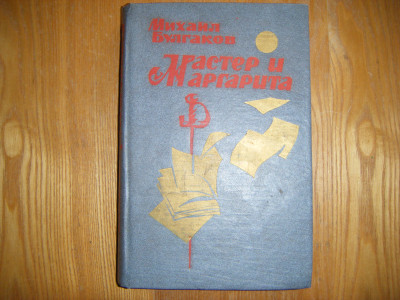 Михаил
Булгаков
Мастер и
Маргарита